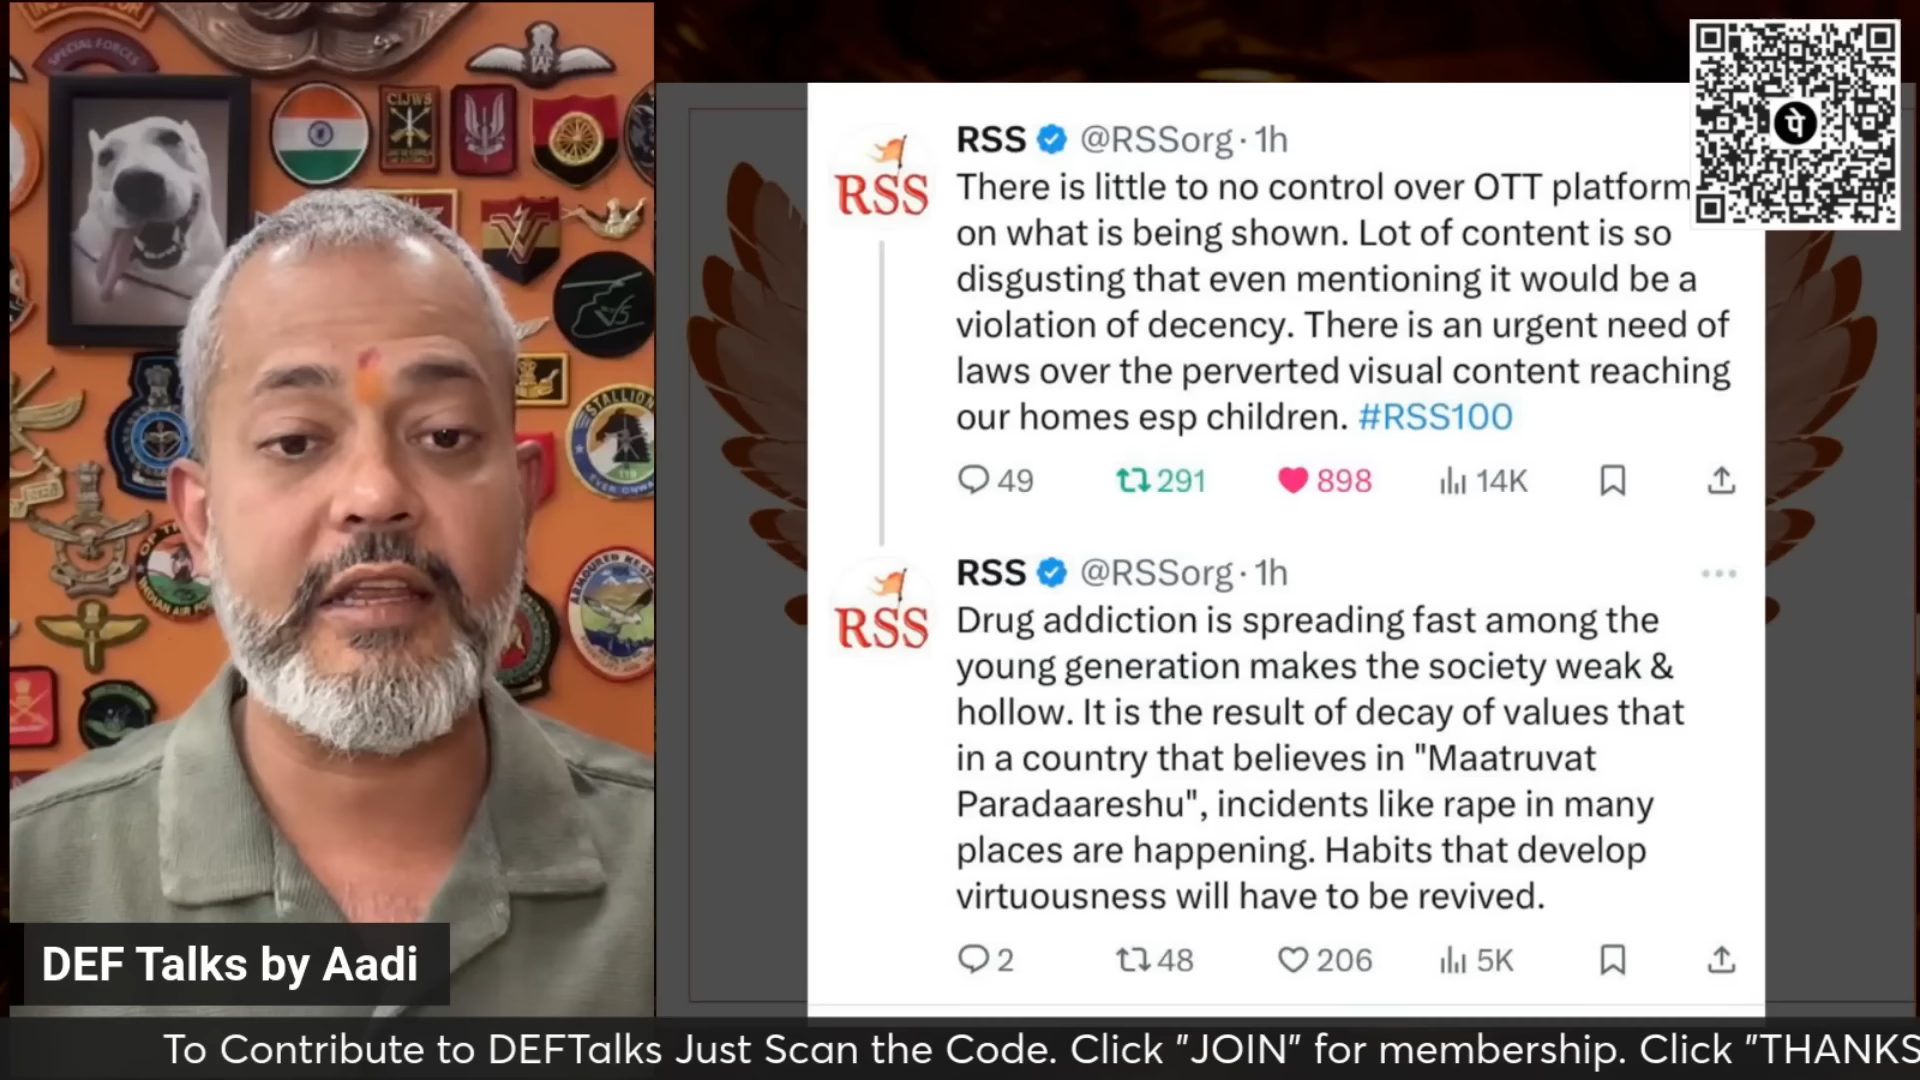 SPECIAL FORCES
IAF
CIJWS
RSS @RSSorg · 1h
RSS
There is little to no control over OTT platform
on what is being shown. Lot of content is so
disgusting that even mentioning it would be a
violation of decency. There is an urgent need of
laws over the perverted visual content reaching
our homes esp children. #RSS100
49 291 898 14K
RSS @RSSorg · 1h
RSS
Drug addiction is spreading fast among the
young generation makes the society weak &
hollow. It is the result of decay of values that
in a country that believes in "Maatruvat
Paradaareshu", incidents like rape in many
places are happening. Habits that develop
virtuousness will have to be revived.
2 48 206 5K
पे
STALLION
DEF Talks by Aadi
To Contribute to DEFTalks Just Scan the Code. Click "JOIN" for membership. Click "THANKS